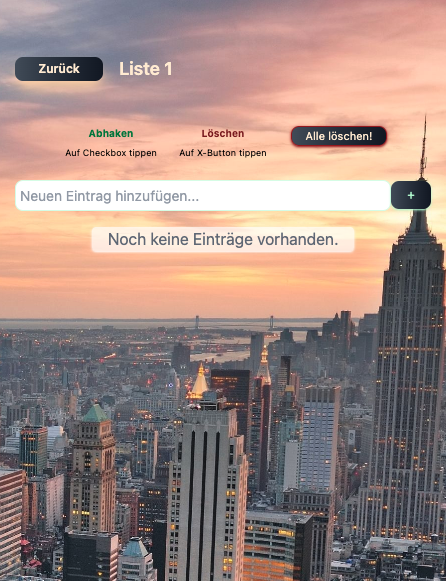 Zurück Liste 1
Abhaken Löschen Alle löschen!
Auf Checkbox tippen Auf X-Button tippen
Neuen Eintrag hinzufügen... +
Noch keine Einträge vorhanden.